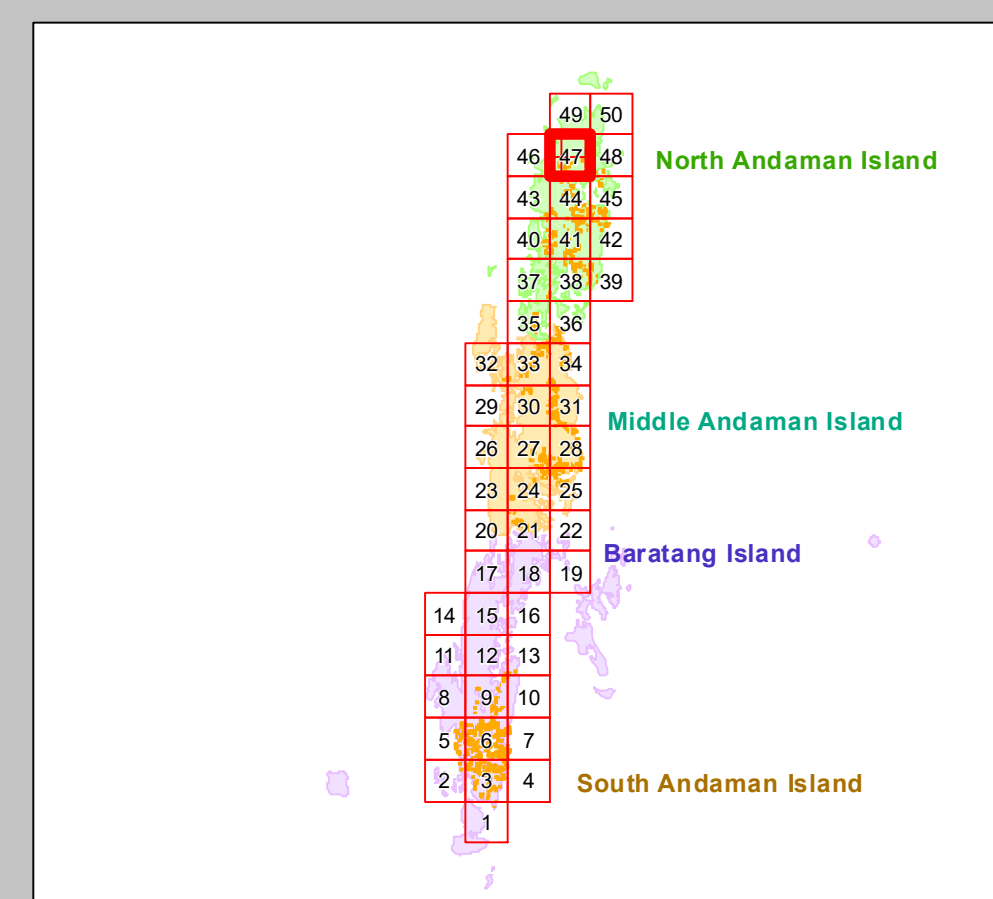 49 50
46 47 48 North Andaman Island
43 44 45
40 41 42
37 38 39
35 36
32 33 34
29 30 31 Middle Andaman Island
26 27 28
23 24 25
20 21 22
Baratang Island
17 18 19
14 15 16
11 12 13
8 9 10
5 6 7
2 3 4 South Andaman Island
1